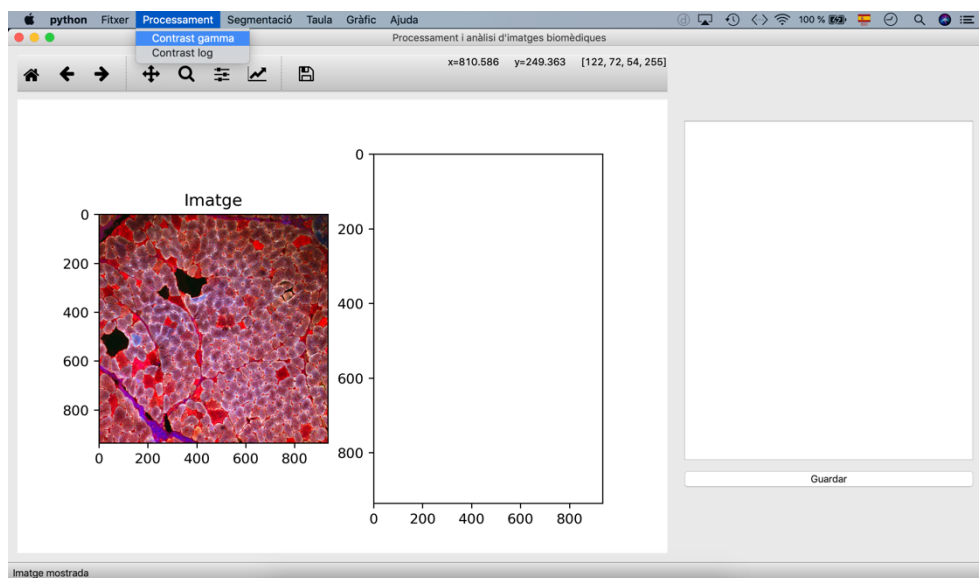 python Fitxer Processament Segmentació Taula Gràfic Ajuda 100 %
Contrast gamma
Contrast log
Processament i anàlisi d'imatges biomèdiques
x=810.586 y=249.363 [122, 72, 54, 255]
Imatge
0
200
400
600
800
0 200 400 600 800
0
200
400
600
800
0 200 400 600 800
Guardar
Imatge mostrada